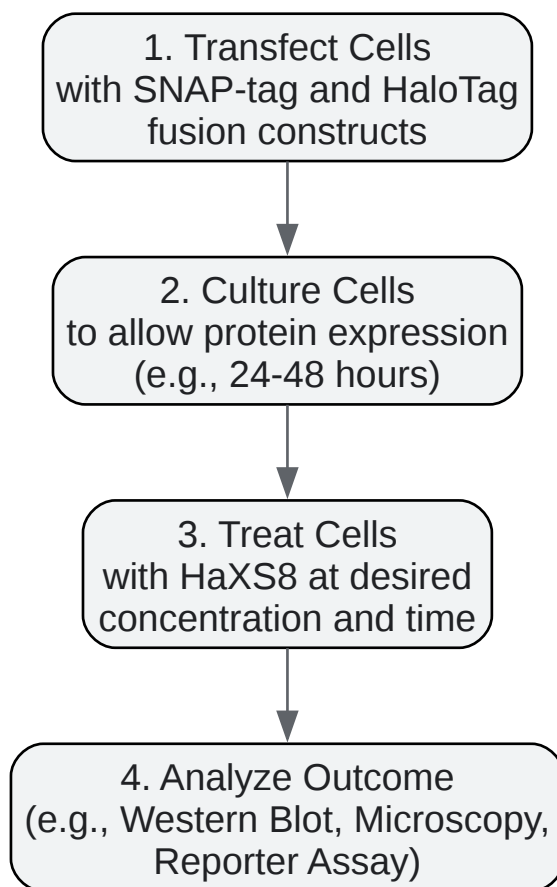 1. Transfect Cells
with SNAP-tag and HaloTag
fusion constructs
2. Culture Cells
to allow protein expression
(e.g., 24-48 hours)
3. Treat Cells
with HaXS8 at desired
concentration and time
4. Analyze Outcome
(e.g., Western Blot, Microscopy,
Reporter Assay)